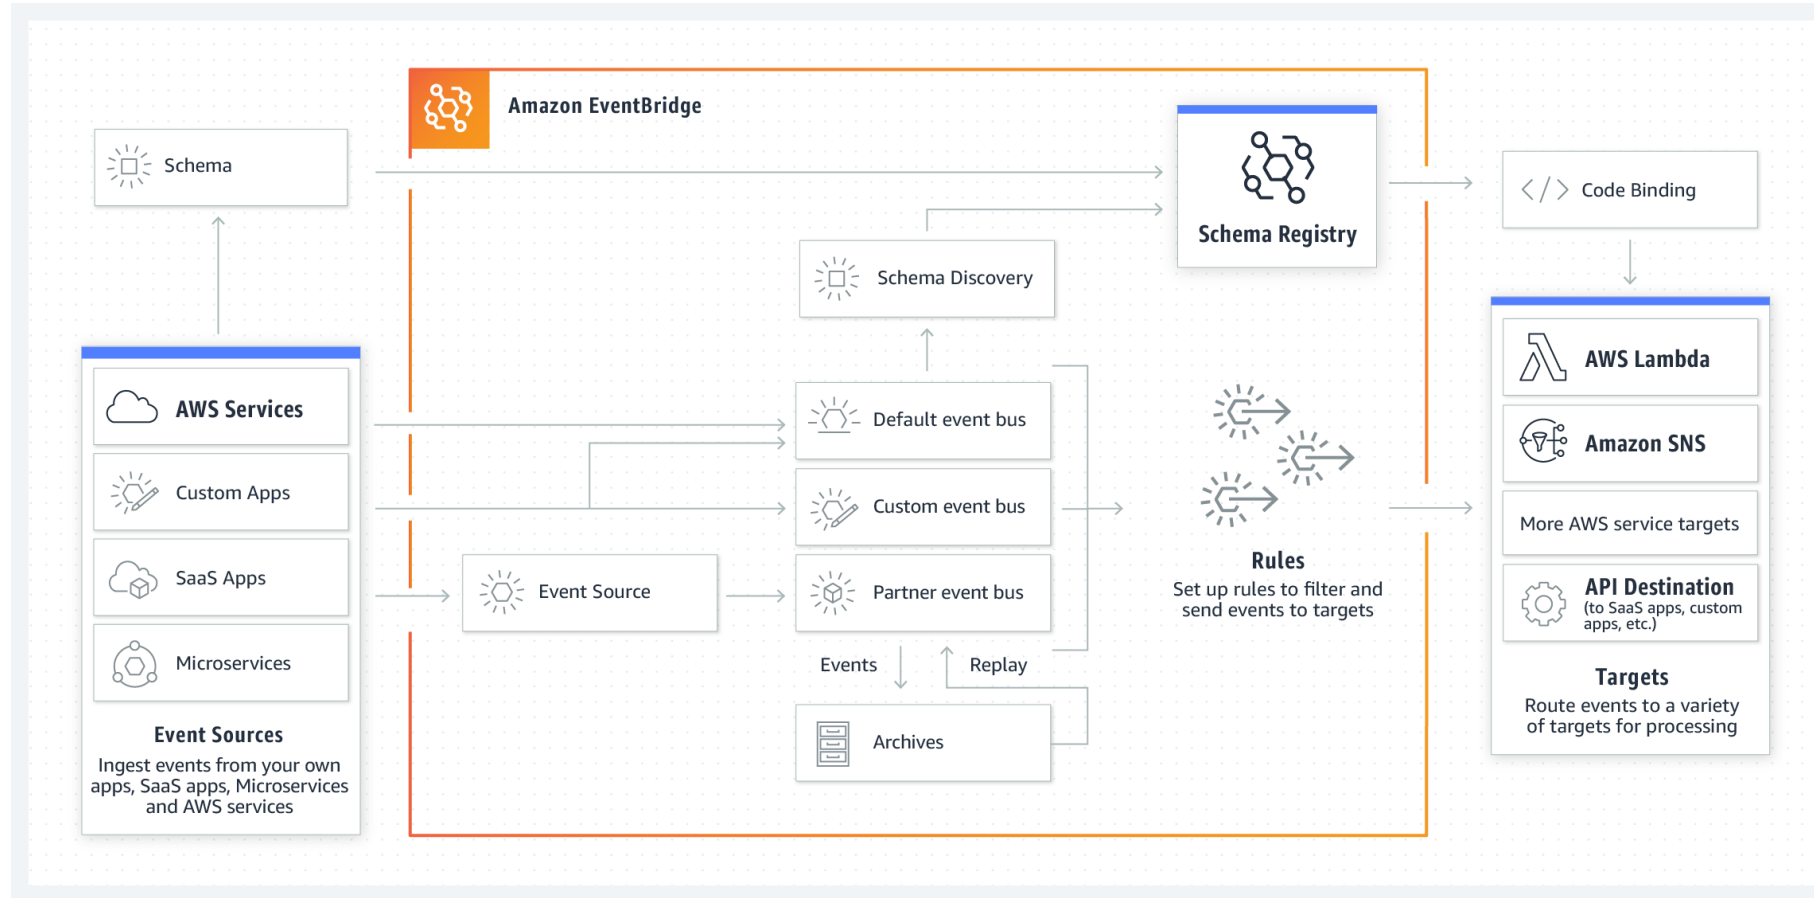 Amazon EventBridge
Schema
Schema Registry
Code Binding
Schema Discovery
AWS Services
Custom Apps
SaaS Apps
Microservices
Event Sources
Ingest events from your own
apps, SaaS apps, Microservices
and AWS services
Event Source
Default event bus
Custom event bus
Partner event bus
Events
Replay
Archives
Rules
Set up rules to filter and
send events to targets
AWS Lambda
Amazon SNS
More AWS service targets
API Destination
(to SaaS apps, custom
apps, etc.)
Targets
Route events to a variety
of targets for processing